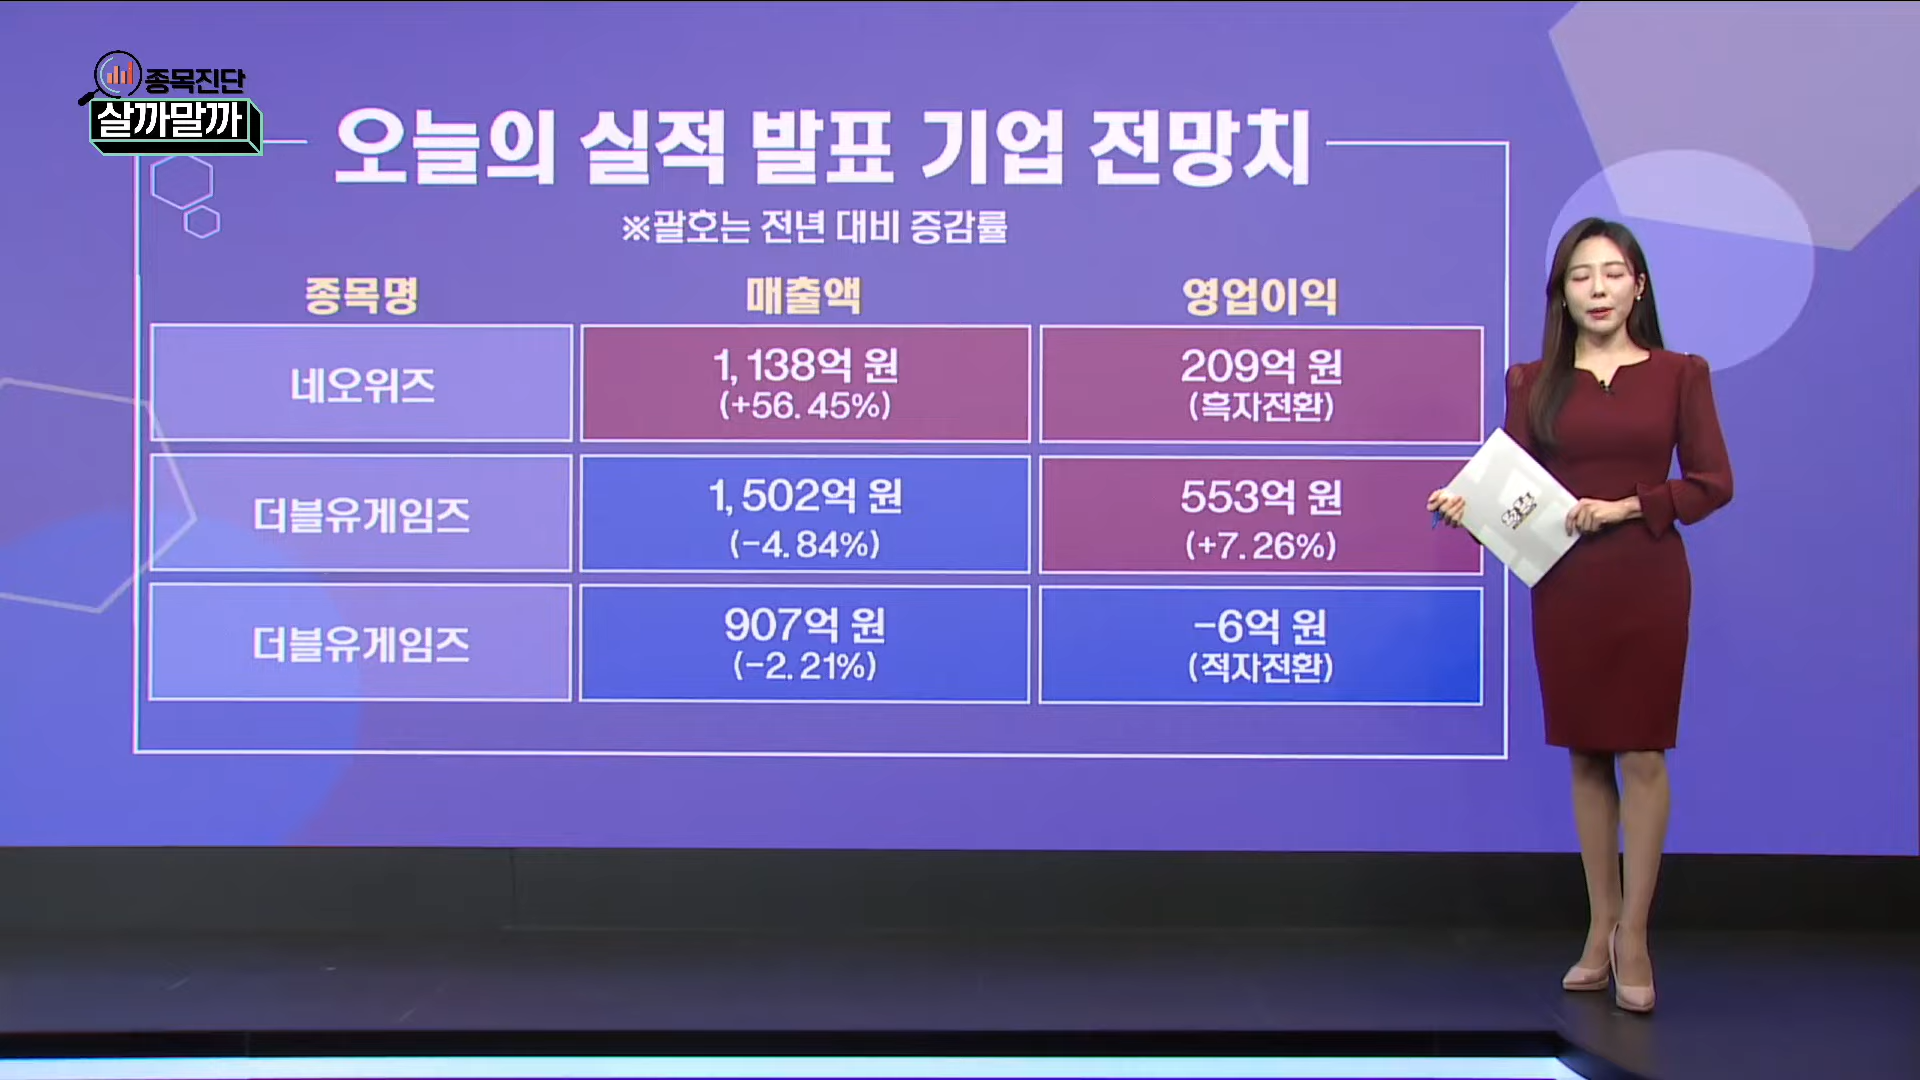 종목진단
살까말까
오늘의 실적 발표 기업 전망치
※괄호는 전년 대비 증감률
종목명 매출액 영업이익
네오위즈 1,138억 원 209억 원
(+56.45%) (흑자전환)
더블유게임즈 1,502억 원 553억 원
(-4.84%) (+7.26%)
더블유게임즈 907억 원 -6억 원
(-2.21%) (적자전환)